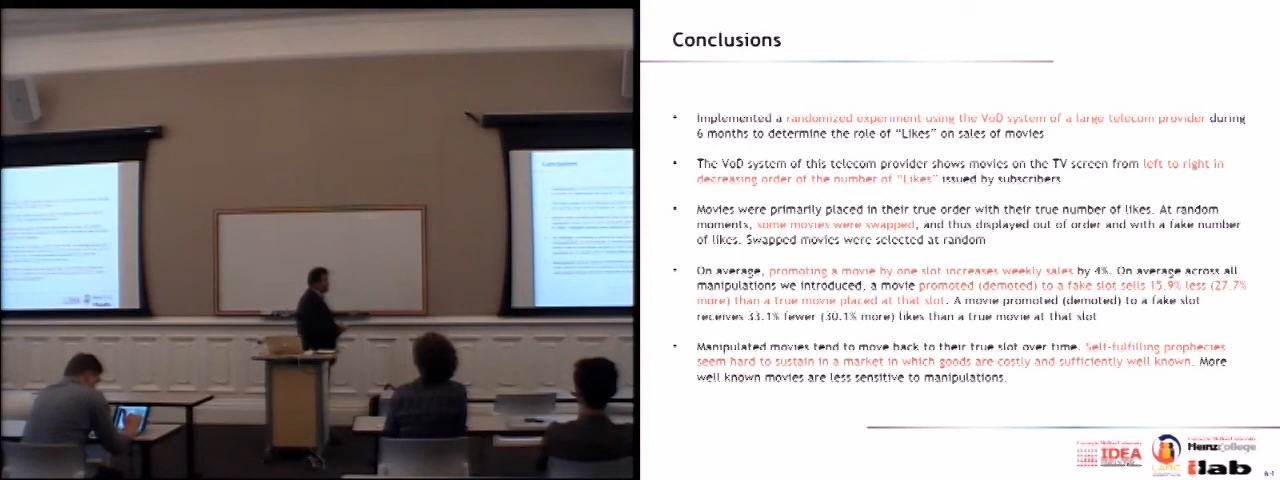 Conclusions
• Implemented a randomized experiment using the VoD system of a large telecom provider during
6 months to determine the role of "Likes" on sales of movies
• The VoD system of this telecom provider shows movies on the TV screen from left to right in
decreasing order of the number of "Likes" issued by subscribers
• Movies were primarily placed in their true order with their true number of likes. At random
moments, some movies were swapped, and thus displayed out of order and with a fake number
of likes. Swapped movies were selected at random
• On average, promoting a movie by one slot increases weekly sales by 4%. On average across all
manipulations we introduced, a movie promoted (demoted) to a fake slot sells 15.9% less (27.7%
more) than a true movie placed at that slot. A movie promoted (demoted) to a fake slot
receives 33.1% fewer (30.1% more) likes than a true movie at that slot
• Manipulated movies tend to move back to their true slot over time. Self-fulfilling prophecies
seem hard to sustain in a market in which goods are costly and sufficiently well known. More
well known movies are less sensitive to manipulations.
Carnegie Mellon University
IDEA
LARC
Carnegie Mellon University
HeinzCollege
ilab